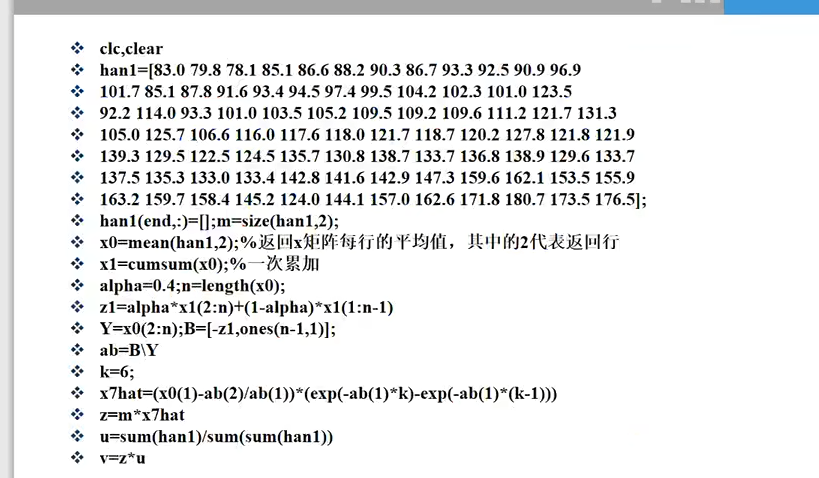 clc,clear
han1=[83.0 79.8 78.1 85.1 86.6 88.2 90.3 86.7 93.3 92.5 90.9 96.9
101.7 85.1 87.8 91.6 93.4 94.5 97.4 99.5 104.2 102.3 101.0 123.5
92.2 114.0 93.3 101.0 103.5 105.2 109.5 109.2 109.6 111.2 121.7 131.3
105.0 125.7 106.6 116.0 117.6 118.0 121.7 118.7 120.2 127.8 121.8 121.9
139.3 129.5 122.5 124.5 135.7 130.8 138.7 133.7 136.8 138.9 129.6 133.7
137.5 135.3 133.0 133.4 142.8 141.6 142.9 147.3 159.6 162.1 153.5 155.9
163.2 159.7 158.4 145.2 124.0 144.1 157.0 162.6 171.8 180.7 173.5 176.5];
han1(end,:)=[];m=size(han1,2);
x0=mean(han1,2);%返回x矩阵每行的平均值，其中的2代表返回行
x1=cumsum(x0);%一次累加
alpha=0.4;n=length(x0);
z1=alpha*x1(2:n)+(1-alpha)*x1(1:n-1)
Y=x0(2:n);B=[-z1,ones(n-1,1)];
ab=B\Y
k=6;
x7hat=(x0(1)-ab(2)/ab(1))*(exp(-ab(1)*k)-exp(-ab(1)*(k-1)))
z=m*x7hat
u=sum(han1)/sum(sum(han1))
v=z*u